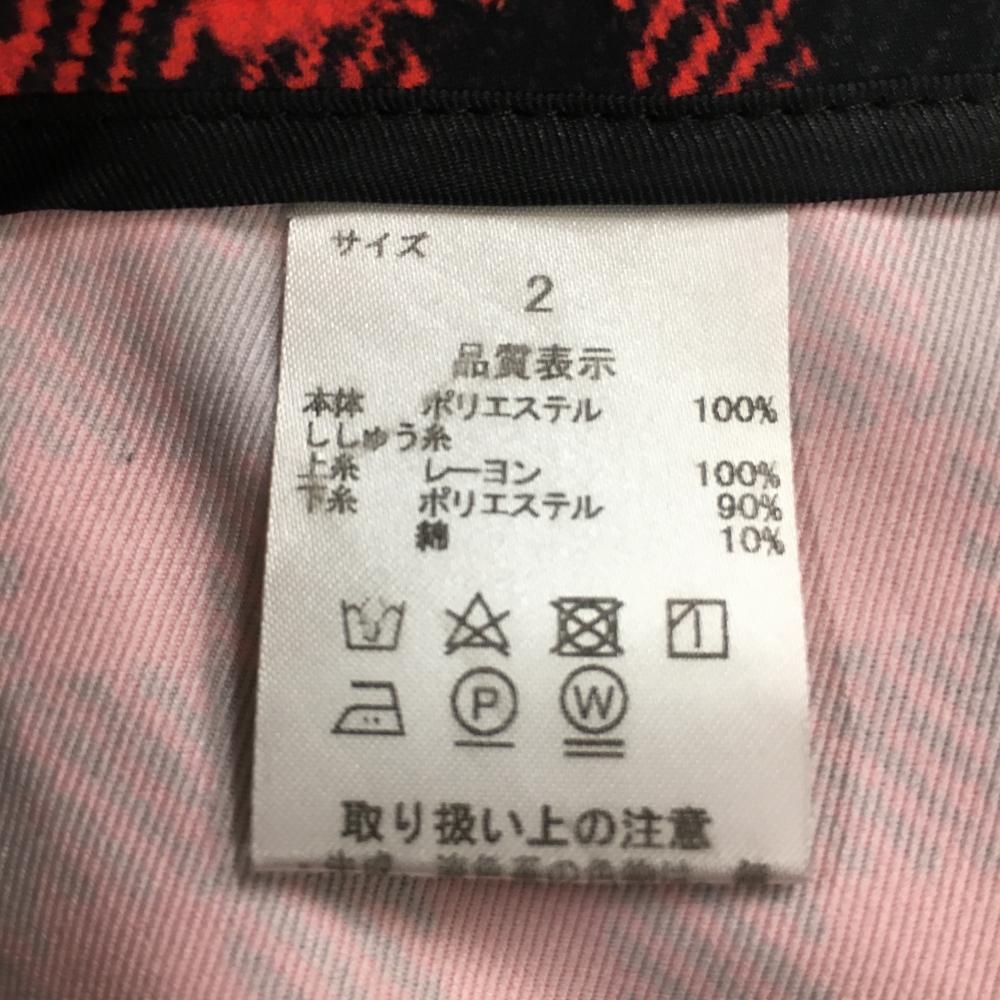 サイズ
2
品質表示
本体 ポリエステル 100%
ししゅう糸
上糸 レーヨン 100%
下糸 ポリエステル 90%
綿 10%
P W
取り扱い上の注意